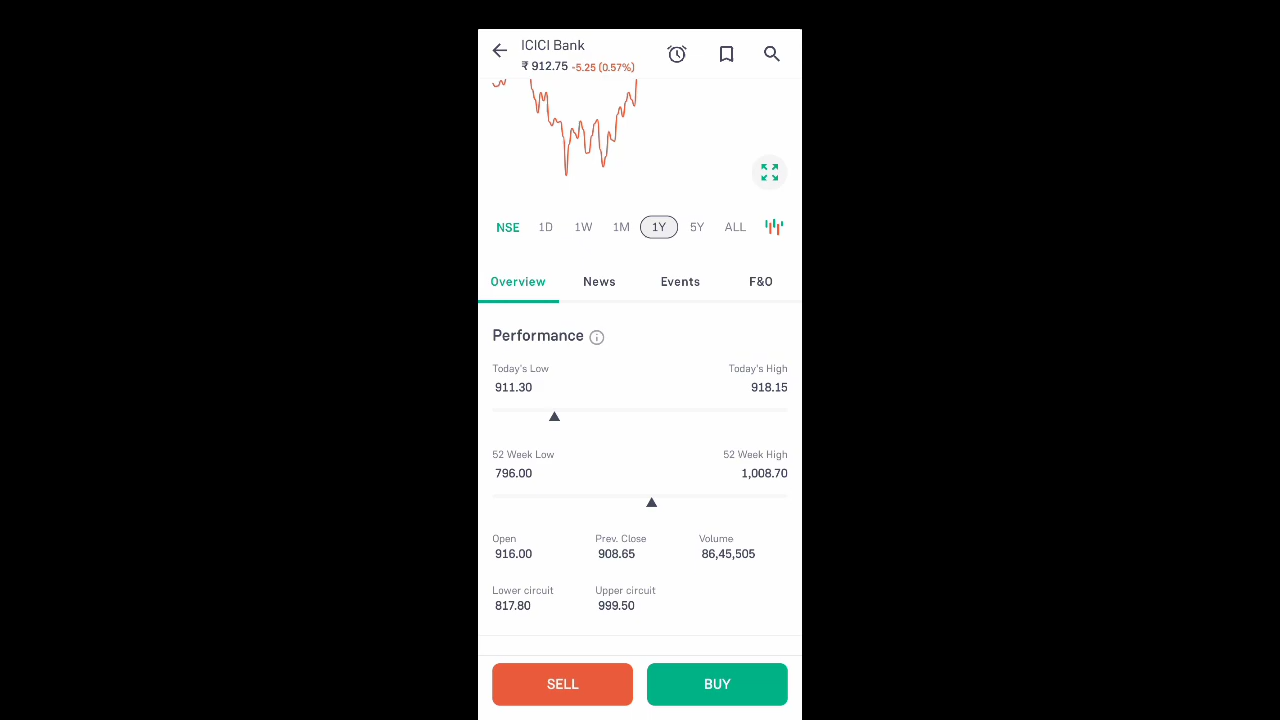 ICICI Bank
₹ 912.75 -5.25 (0.57%)
NSE 1D 1W 1M 1Y 5Y ALL
Overview News Events F&O
Performance
Today's Low Today's High
911.30 918.15
52 Week Low 52 Week High
796.00 1,008.70
Open Prev. Close Volume
916.00 908.65 86,45,505
Lower circuit Upper circuit
817.80 999.50
SELL BUY